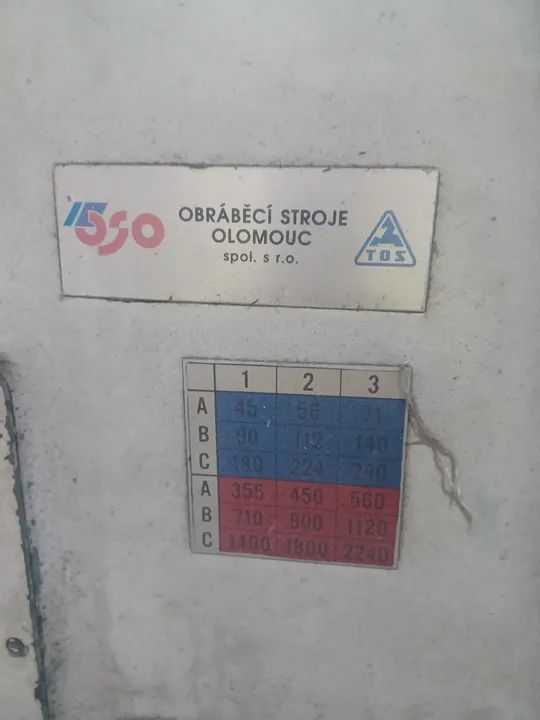 OSO
OBRÁBĚCÍ STROJE
OLOMOUC
spol. s r.o.
TOS
1 2 3
A 45 56 71
B 90 112 140
C 180 224 280
A 355 450 560
B 710 900 1120
C 1400 1800 2240